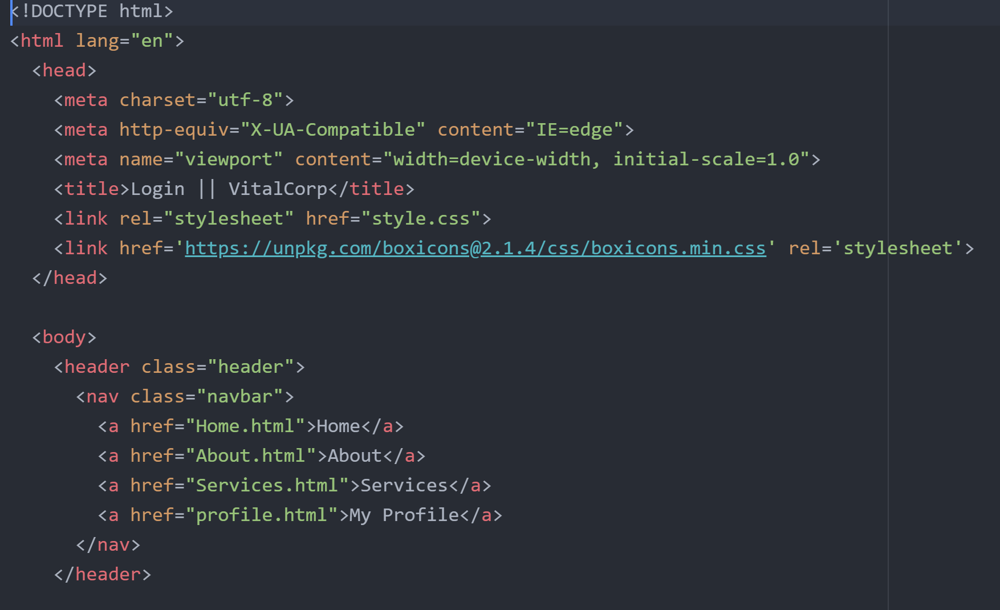 <!DOCTYPE html>
<html lang="en">
  <head>
    <meta charset="utf-8">
    <meta http-equiv="X-UA-Compatible" content="IE=edge">
    <meta name="viewport" content="width=device-width, initial-scale=1.0">
    <title>Login || VitalCorp</title>
    <link rel="stylesheet" href="style.css">
    <link href='https://unpkg.com/boxicons@2.1.4/css/boxicons.min.css' rel='stylesheet'>
  </head>

  <body>
    <header class="header">
      <nav class="navbar">
        <a href="Home.html">Home</a>
        <a href="About.html">About</a>
        <a href="Services.html">Services</a>
        <a href="profile.html">My Profile</a>
      </nav>
    </header>